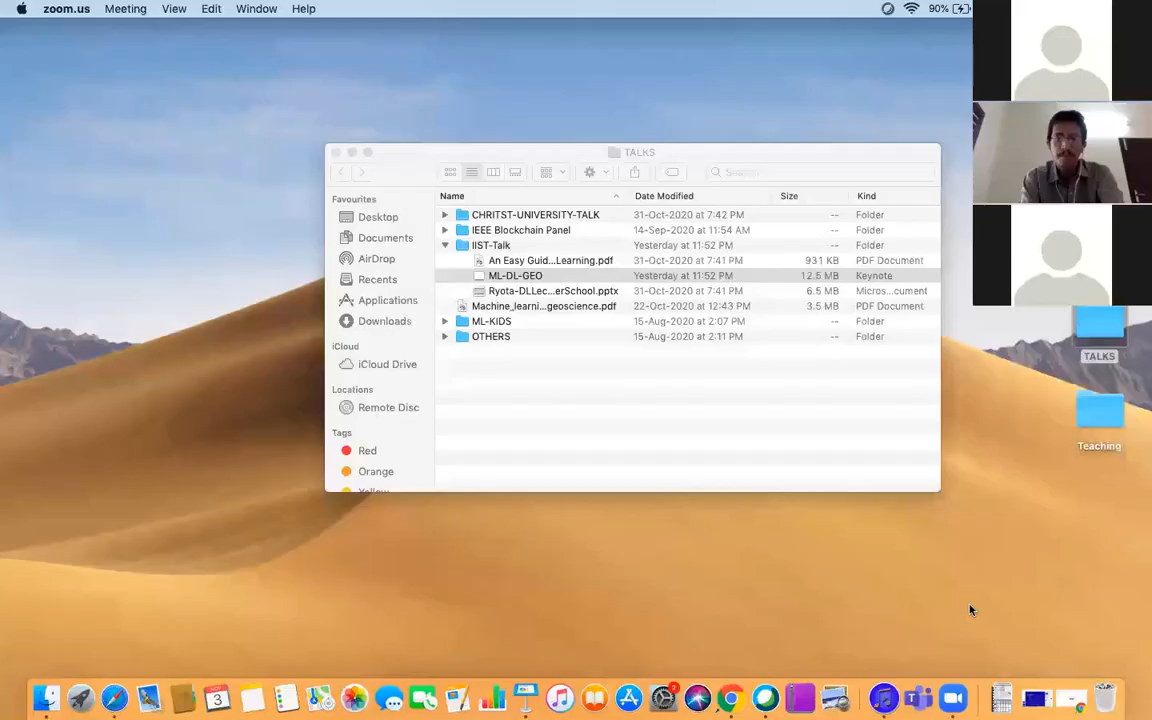 zoom.us Meeting View Edit Window Help 90%
TALKS
Search
Favourites
Desktop
Documents
AirDrop
Recents
Applications
Downloads
iCloud
iCloud Drive
Locations
Remote Disc
Tags
Red
Orange
Yellow
Name Date Modified Size Kind
CHRITST-UNIVERSITY-TALK 31-Oct-2020 at 7:42 PM -- Folder
IEEE Blockchain Panel 14-Sep-2020 at 11:54 AM -- Folder
IIST-Talk Yesterday at 11:52 PM -- Folder
An Easy Guid...Learning.pdf 31-Oct-2020 at 7:41 PM 931 KB PDF Document
ML-DL-GEO Yesterday at 11:52 PM 12.5 MB Keynote
Ryota-DLLec...erSchool.pptx 31-Oct-2020 at 7:41 PM 6.5 MB Micros...cument
Machine_learni...geoscience.pdf 22-Oct-2020 at 12:43 PM 3.5 MB PDF Document
ML-KIDS 15-Aug-2020 at 2:07 PM -- Folder
OTHERS 15-Aug-2020 at 2:11 PM -- Folder
TALKS
Teaching
3
2